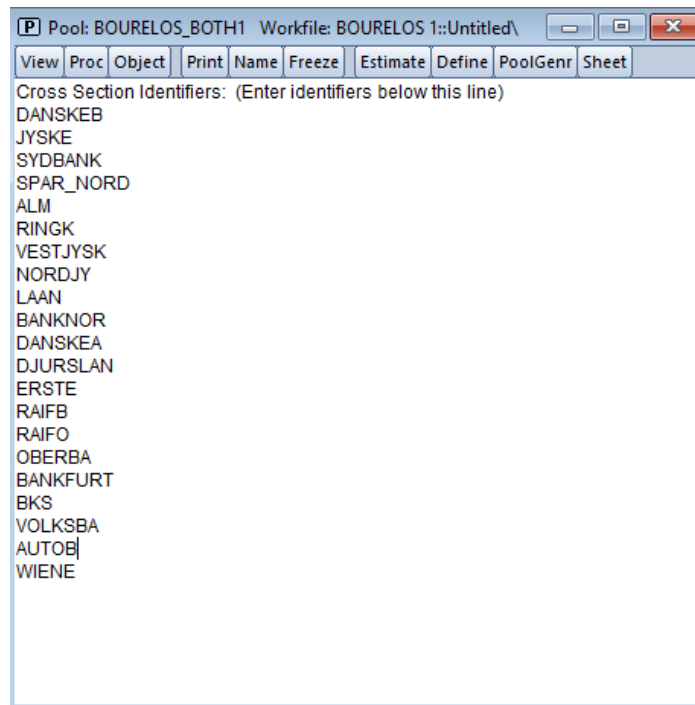 P Pool: BOURELOS_BOTH1 Workfile: BOURELOS 1::Untitled\
View Proc Object Print Name Freeze Estimate Define PoolGenr Sheet
Cross Section Identifiers: (Enter identifiers below this line)
DANSKEB
JYSKE
SYDBANK
SPAR_NORD
ALM
RINGK
VESTJYSK
NORDJY
LAAN
BANKNOR
DANSKEA
DJURSLAN
ERSTE
RAIFB
RAIFO
OBERBA
BANKFURT
BKS
VOLKSBA
AUTOB
WIENE